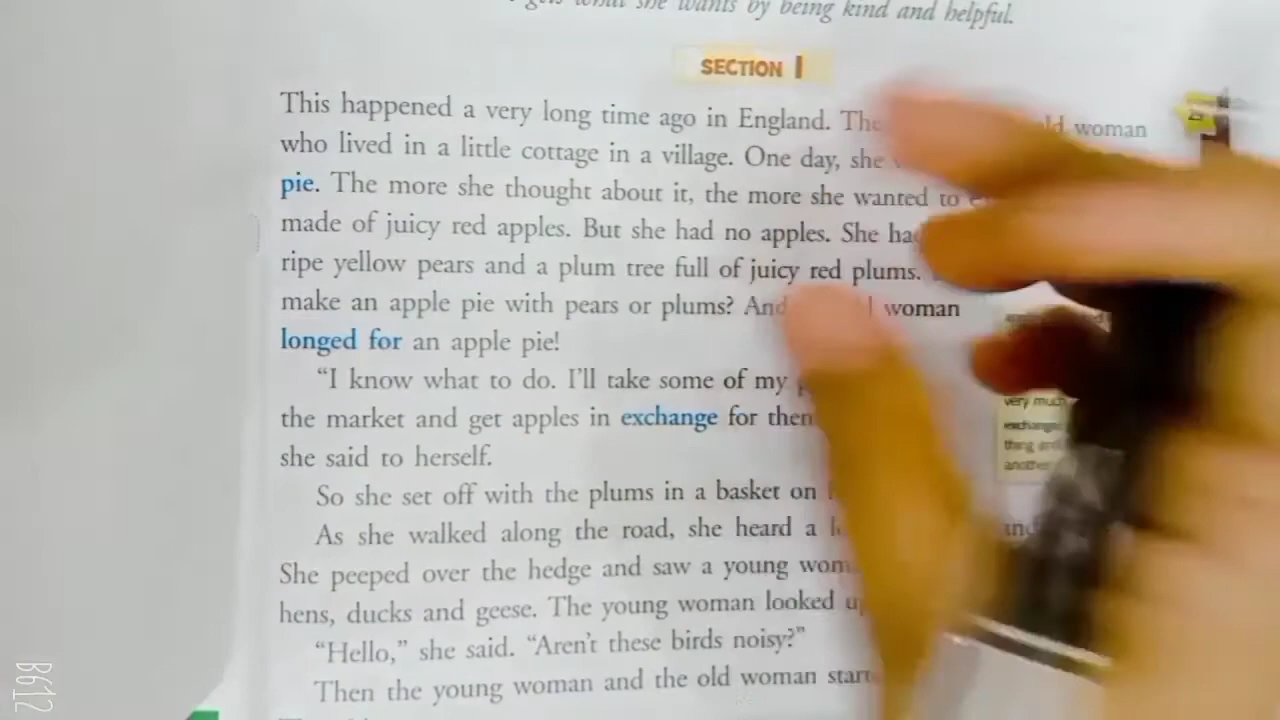 gets what she wants by being kind and helpful.
SECTION I
This happened a very long time ago in England. The old woman
who lived in a little cottage in a village. One day, she
pie. The more she thought about it, the more she wanted to
made of juicy red apples. But she had no apples. She had
ripe yellow pears and a plum tree full of juicy red plums.
make an apple pie with pears or plums? And woman
longed for an apple pie!
“I know what to do. I’ll take some of my
the market and get apples in exchange for them
she said to herself.
So she set off with the plums in a basket on
As she walked along the road, she heard a
She peeped over the hedge and saw a young
hens, ducks and geese. The young woman looked
“Hello,” she said. “Aren’t these birds noisy?”
Then the young woman and the old woman
very much
exchange
thing and
another
B612